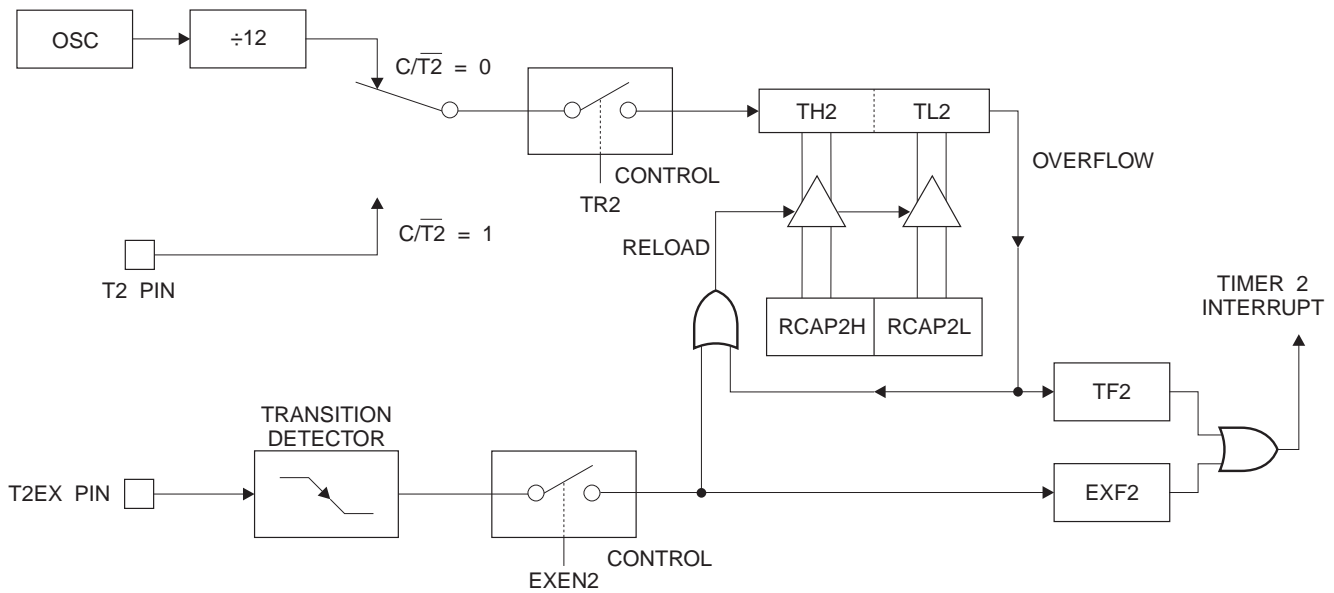 OSC
÷12
C/T2̅ = 0
TH2
TL2
OVERFLOW
CONTROL
TR2
C/T2̅ = 1
RELOAD
T2 PIN
TIMER 2
INTERRUPT
RCAP2H
RCAP2L
TF2
TRANSITION
DETECTOR
T2EX PIN
EXF2
CONTROL
EXEN2